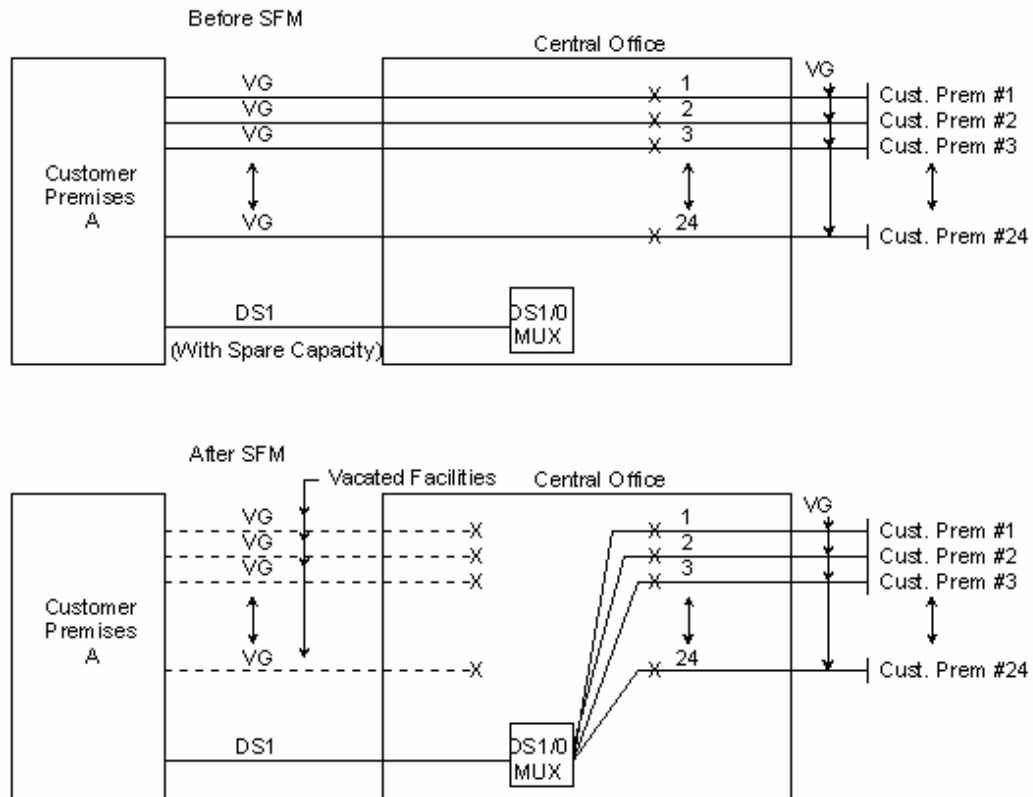 Before SFM
Central Office
VG
VG
1
Cust. Prem #1
VG
2
Cust. Prem #2
VG
3
Cust. Prem #3
Customer
Premises
A
VG
24
Cust. Prem #24
DS1
DS1/0
MUX
(With Spare Capacity)
After SFM
Vacated Facilities
Central Office
VG
VG
1
Cust. Prem #1
VG
2
Cust. Prem #2
VG
3
Cust. Prem #3
Customer
Premises
A
VG
24
Cust. Prem #24
DS1
DS1/0
MUX